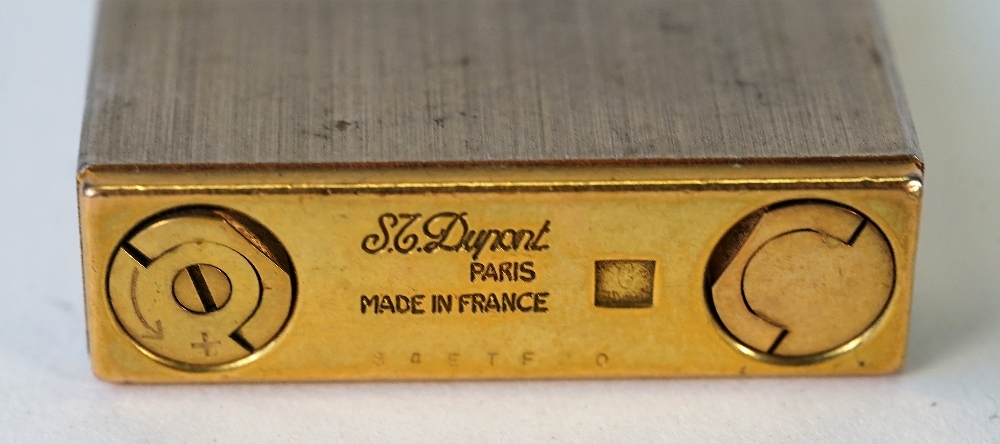 S.T. Dupont
PARIS
MADE IN FRANCE
+